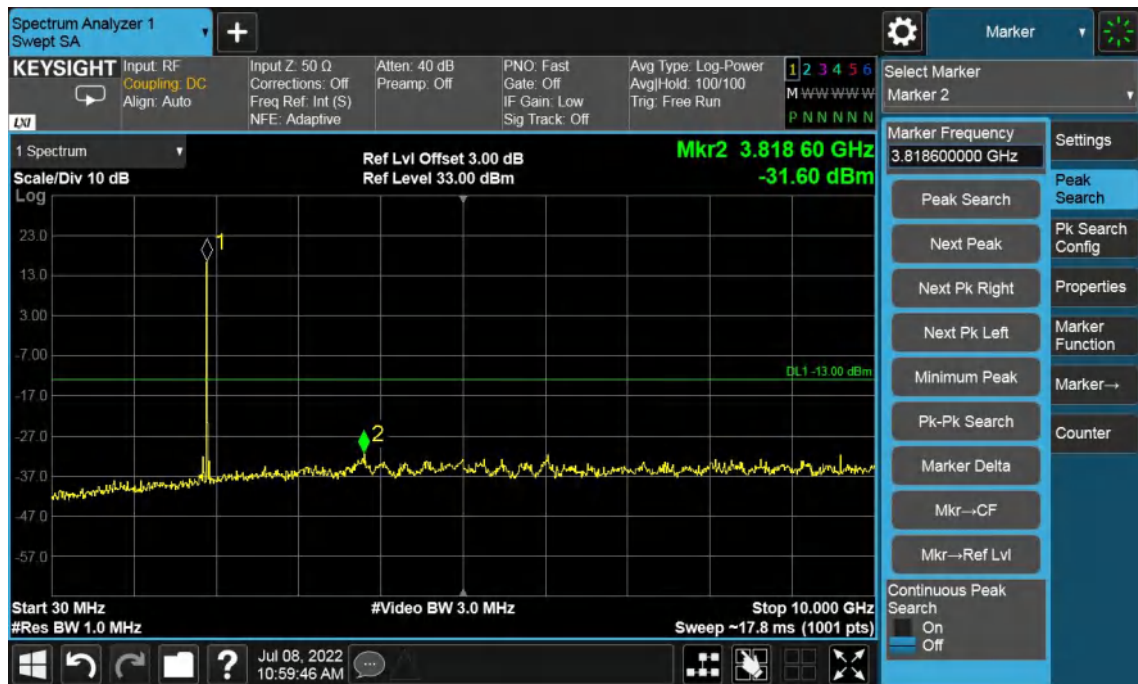 Spectrum Analyzer 1
Swept SA
+
Marker
KEYSIGHT
LXI
Input: RF
Coupling: DC
Align: Auto
Input Z: 50 Ω
Corrections: Off
Freq Ref: Int (S)
NFE: Adaptive
Atten: 40 dB
Preamp: Off
PNO: Fast
Gate: Off
IF Gain: Low
Sig Track: Off
Avg Type: Log-Power
Avg|Hold: 100/100
Trig: Free Run
1 2 3 4 5 6
M W W W W W
P N N N N N
Select Marker
Marker 2
1 Spectrum
Scale/Div 10 dB
Log
Ref Lvl Offset 3.00 dB
Ref Level 33.00 dBm
Mkr2 3.818 60 GHz
-31.60 dBm
23.0
13.0
3.00
-7.00
-17.0
-27.0
-37.0
-47.0
-57.0
1
2
DL1 -13.00 dBm
Start 30 MHz
#Res BW 1.0 MHz
#Video BW 3.0 MHz
Stop 10.000 GHz
Sweep ~17.8 ms (1001 pts)
Marker Frequency
3.818600000 GHz
Peak Search
Next Peak
Next Pk Right
Next Pk Left
Minimum Peak
Pk-Pk Search
Marker Delta
Mkr→CF
Mkr→Ref Lvl
Continuous Peak
Search
On
Off
Settings
Peak
Search
Pk Search
Config
Properties
Marker
Function
Marker→
Counter
?
Jul 08, 2022
10:59:46 AM